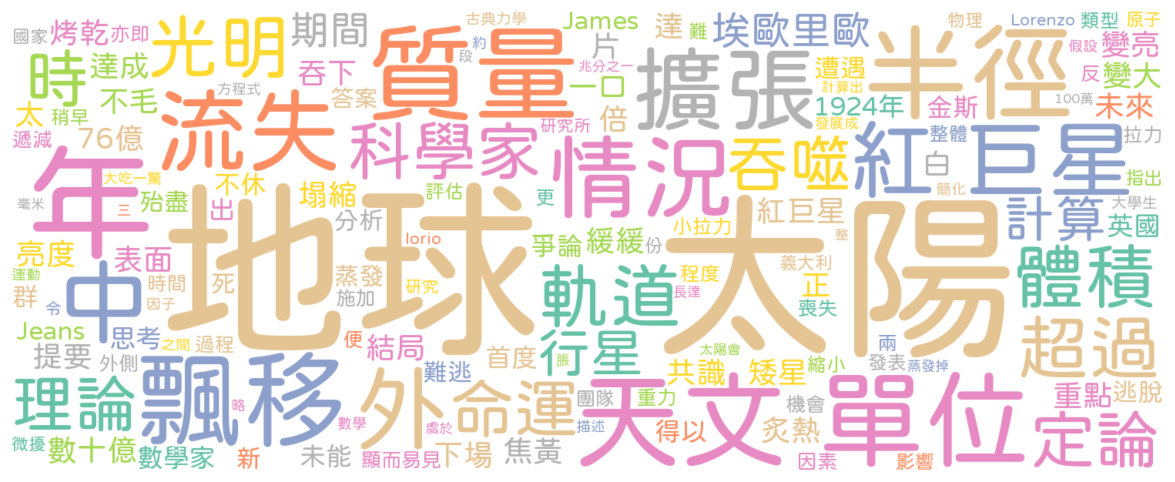 國家 烤乾 亦即 光明 期間 古典力學 質量 約 段 James 片 達 難 埃歐里歐 物理 Lorenzo 類型 原子 假設 變亮
時 達成 不毛 方程式 吞下 答案 兆分之一 一口 擴張 遭遇 計算出 半徑 反 變大 100萬 未來
太 稍早 76億 流失 科學家 研究所 倍 1924年 金斯 發展成
遞減 年 大吃一驚 不休 塌縮 評估 情況 吞噬 紅巨星 整體 白 簡化 拉力 指出
毫米 三 殆盡 出 分析 Iorio 更 小拉力 紅巨星 整 計算 大學生 英國
亮度 中 表面 地球 爭論 緩緩 份 太陽 體積
運動 群 令 時間 因子 死 蒸發 施加 研究 軌道 程度 長達 義大利 正 喪失
Jeans 思考 之間 過程 便 結局 首度 行星 脹 太陽會 兩 發表 蒸發掉 超過
提要 外側 飄移 外 命運 難逃 團隊 重力 共識 矮星 縮小 機會 重點 逃脫
理論 略 數學 處於 天文單位 定論
微擾 數十億 數學家 新 未能 顯而易見 下場 焦黃 描述 得以 炙熱 因素 影響